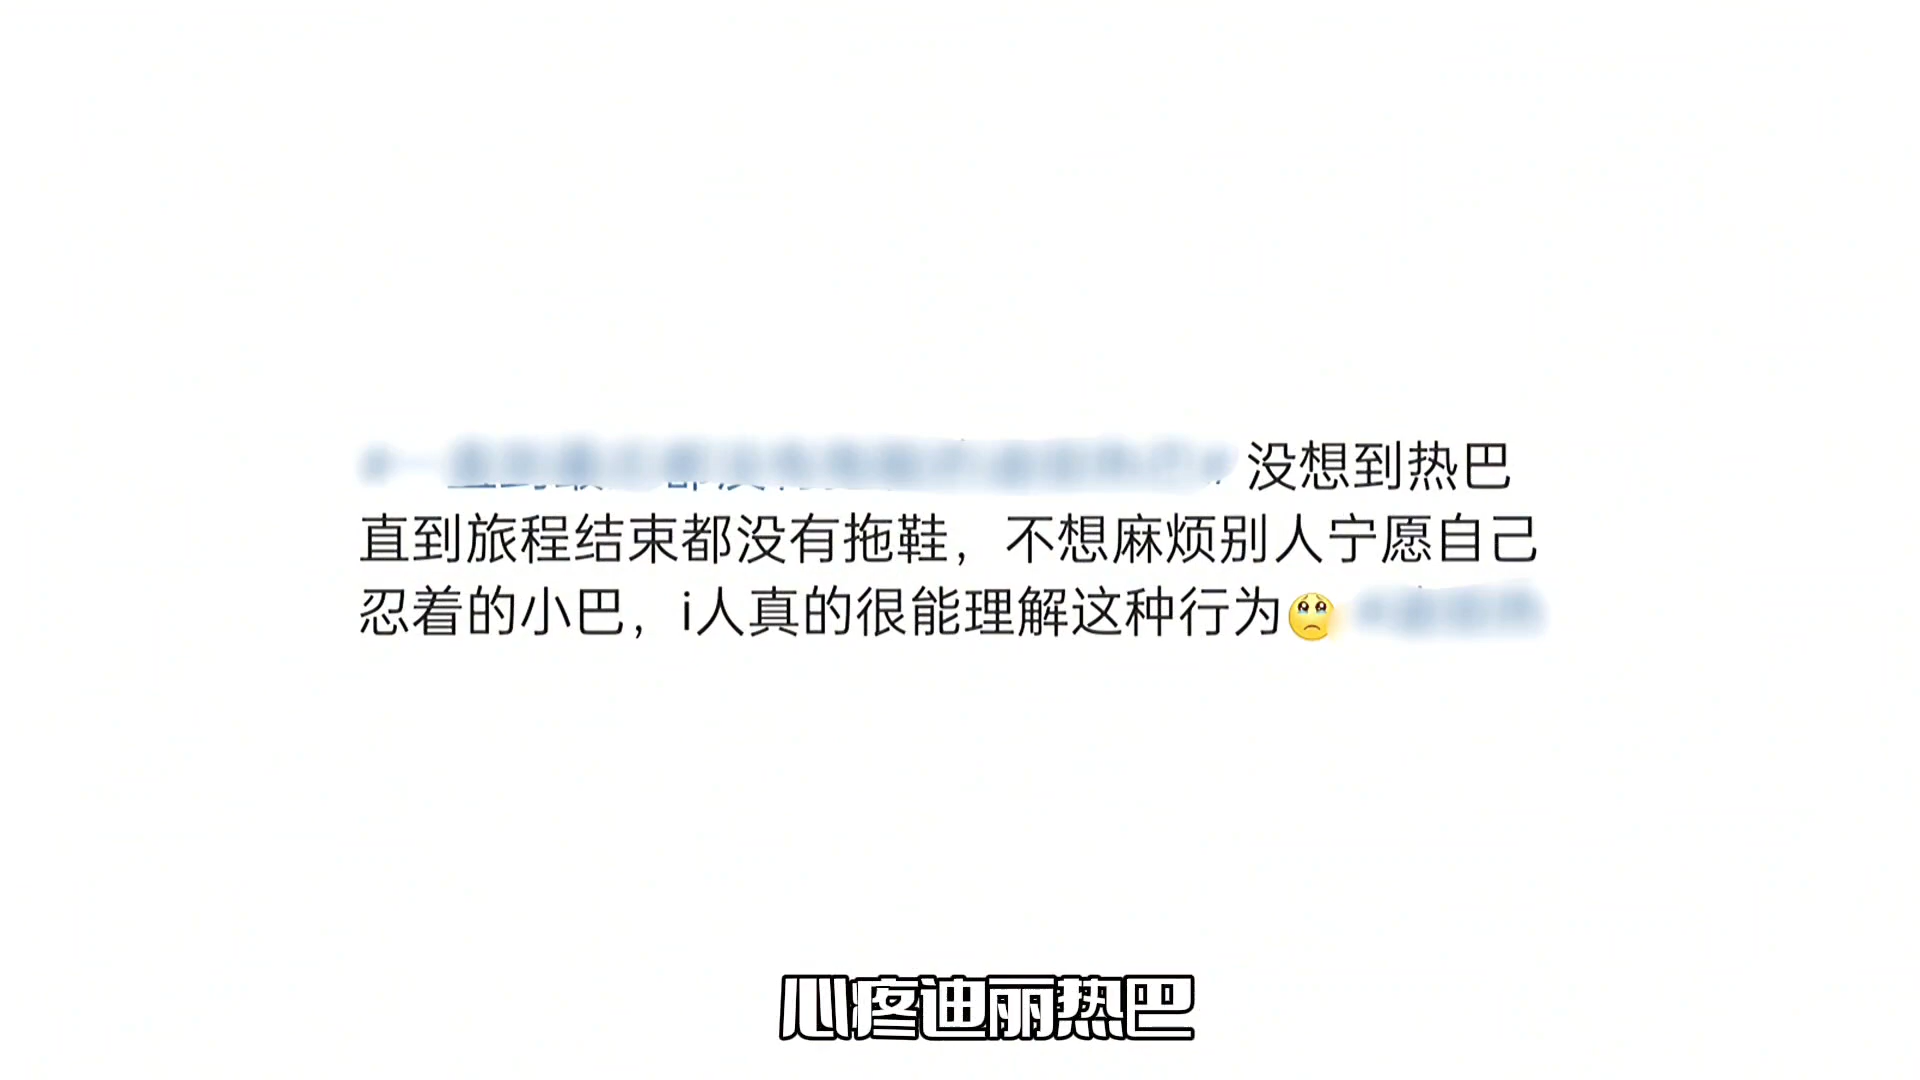 没想到热巴
直到旅程结束都没有拖鞋，不想麻烦别人宁愿自己
忍着的小巴，i人真的很能理解这种行为🥺
心疼迪丽热巴